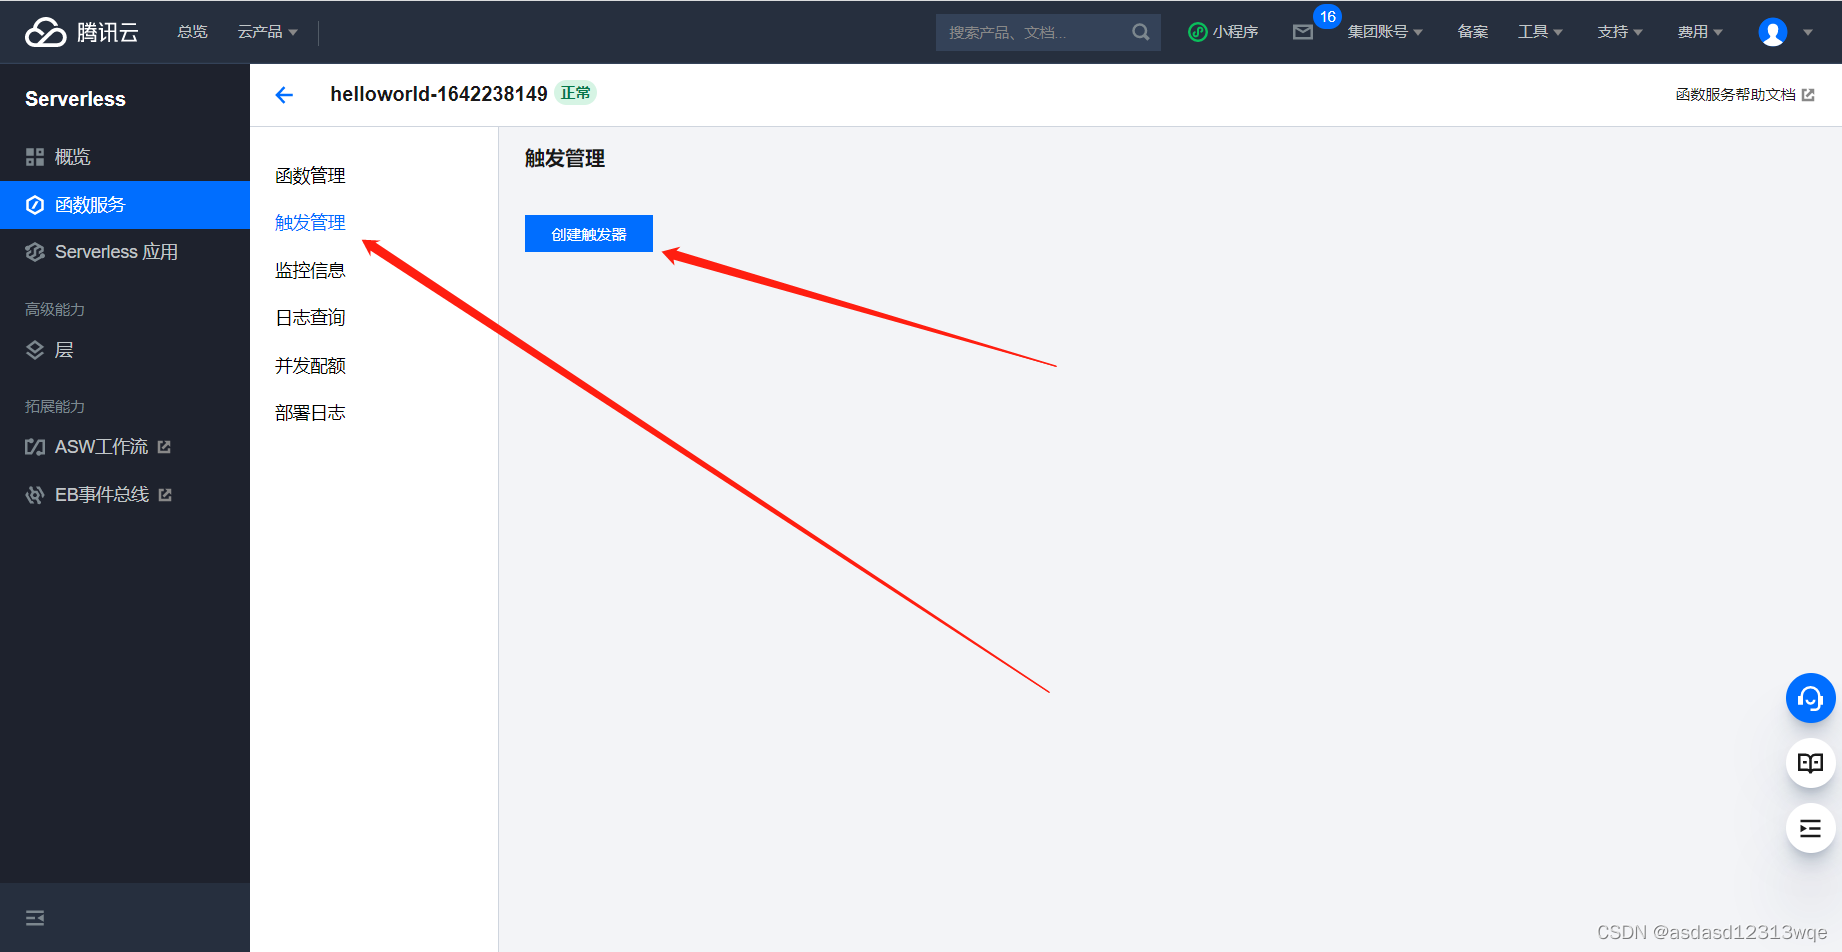 腾讯云
总览
云产品
搜索产品、文档...
小程序
16
集团账号
备案
工具
支持
费用
Serverless
概览
函数服务
Serverless 应用
高级能力
层
拓展能力
ASW工作流
EB事件总线
helloworld-1642238149 正常
函数服务帮助文档
函数管理
触发管理
监控信息
日志查询
并发配额
部署日志
触发管理
创建触发器
CSDN @asdasd12313wqe